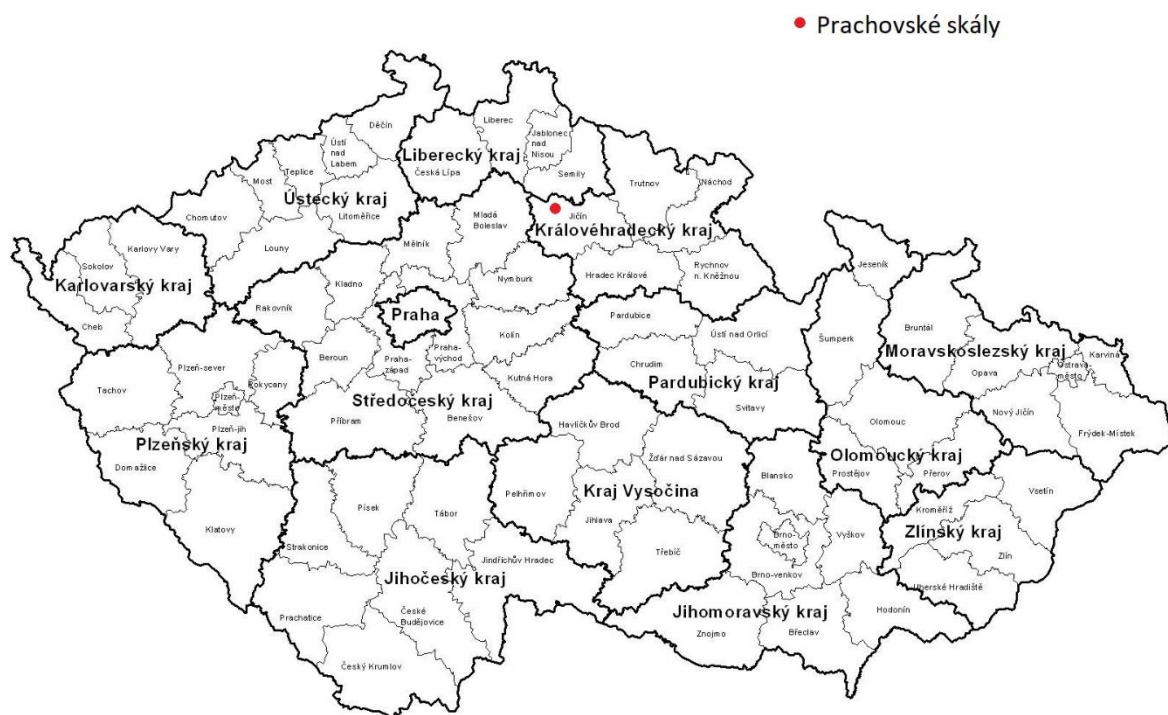 Prachovské skály
Děčín
Liberec
Ústí
nad
Labem
Jablonec
nad
Nisou
Liberecký kraj
Česká Lípa
Teplice
Most
Semily
Trutnov
Náchod
Ústecký kraj
Chomutov
Litoměřice
Mladá
Boleslav
Jičín
Královéhradecký kraj
Karlovy Vary
Louny
Mělník
Sokolov
Karlovarský kraj
Kladno
Nymburk
Hradec Králové
Rychnov
n. Kněžnou
Jeseník
Rakovník
Praha
Cheb
Pardubice
Bruntál
Kolín
Ústí nad Orlicí
Šumperk
Moravskoslezský kraj
Karviná
Ostrava-
město
Opava
Beroun
Praha-
západ
Praha-
východ
Plzeň-sever
Chrudim
Tachov
Rokycany
Kutná Hora
Pardubický kraj
Plzeň-
město
Středočeský kraj
Svitavy
Nový Jičín
Příbram
Benešov
Olomouc
Havlíčkův Brod
Plzeň-jih
Frýdek-Místek
Plzeňský kraj
Domažlice
Žďár nad Sázavou
Olomoucký kraj
Prostějov
Přerov
Blansko
Pelhřimov
Kraj Vysočina
Vsetín
Písek
Tábor
Kroměříž
Jihlava
Klatovy
Zlínský kraj
Brno-
město
Vyškov
Strakonice
Třebíč
Zlín
Jindřichův Hradec
Jihočeský kraj
Brno-venkov
Uherské Hradiště
Prachatice
České
Budějovice
Jihomoravský kraj
Hodonín
Znojmo
Břeclav
Český Krumlov